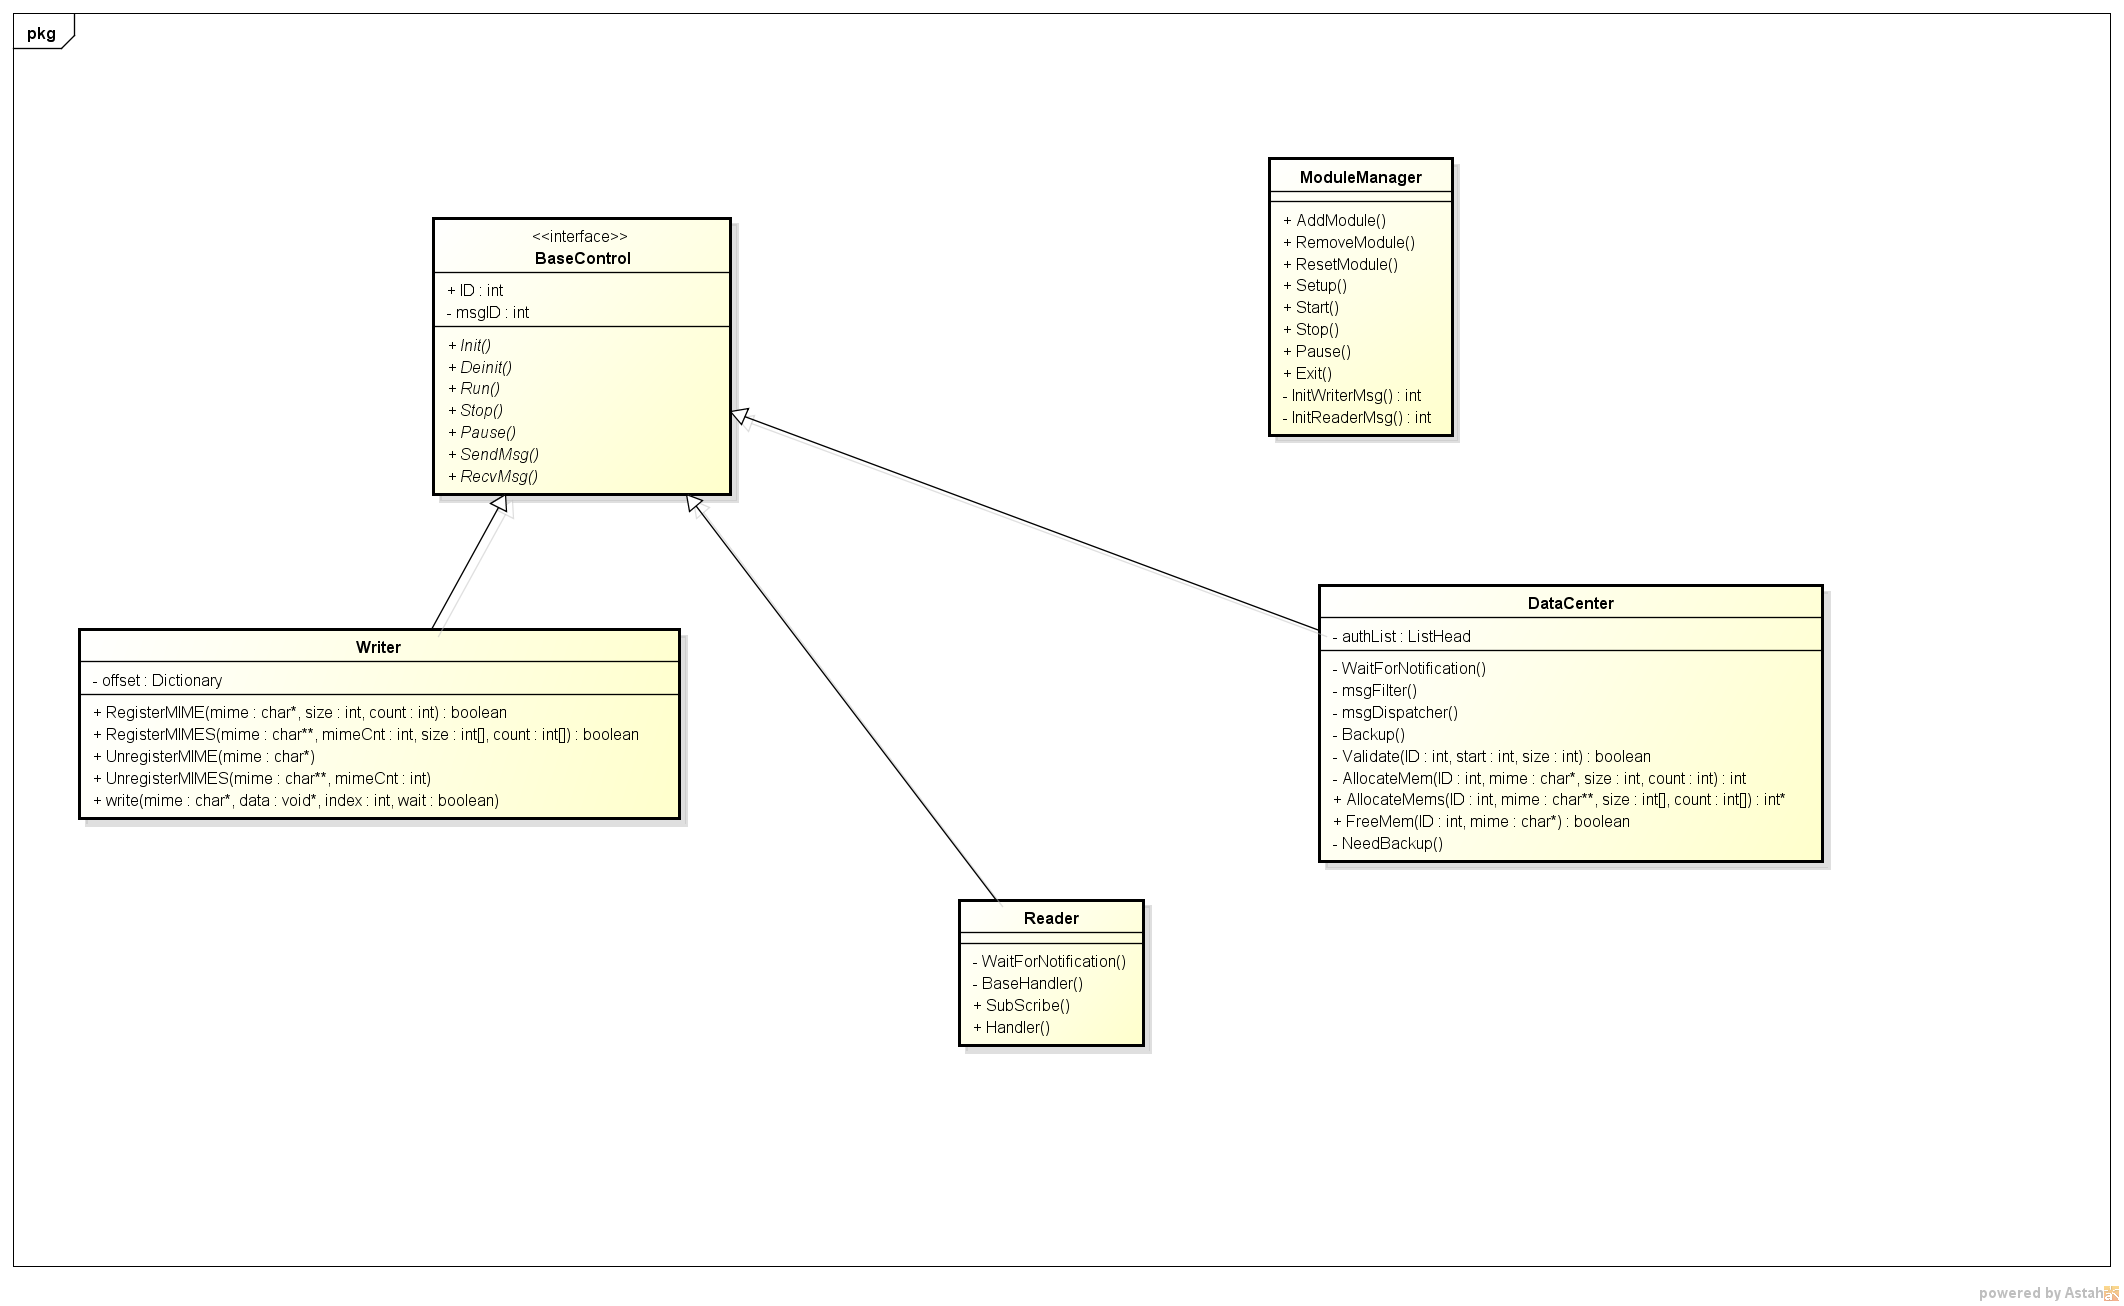 pkg
<<interface>>
BaseControl
+ ID : int
- msgID : int
+ Init()
+ Deinit()
+ Run()
+ Stop()
+ Pause()
+ SendMsg()
+ RecvMsg()
ModuleManager
+ AddModule()
+ RemoveModule()
+ ResetModule()
+ Setup()
+ Start()
+ Stop()
+ Pause()
+ Exit()
- InitWriterMsg() : int
- InitReaderMsg() : int
Writer
- offset : Dictionary
+ RegisterMIME(mime : char*, size : int, count : int) : boolean
+ RegisterMIMES(mime : char**, mimeCnt : int, size : int[], count : int[]) : boolean
+ UnregisterMIME(mime : char*)
+ UnregisterMIMES(mime : char**, mimeCnt : int)
+ write(mime : char*, data : void*, index : int, wait : boolean)
DataCenter
- authList : ListHead
- WaitForNotification()
- msgFilter()
- msgDispatcher()
- Backup()
- Validate(ID : int, start : int, size : int) : boolean
- AllocateMem(ID : int, mime : char*, size : int, count : int) : int
+ AllocateMems(ID : int, mime : char**, size : int[], count : int[]) : int*
+ FreeMem(ID : int, mime : char*) : boolean
- NeedBackup()
Reader
- WaitForNotification()
- BaseHandler()
+ SubScribe()
+ Handler()
powered by Astah